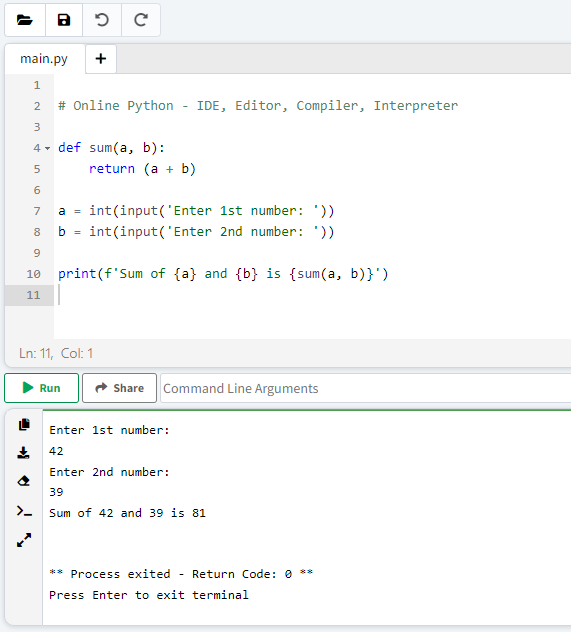 main.py +
1
2 # Online Python - IDE, Editor, Compiler, Interpreter
3
4 def sum(a, b):
5     return (a + b)
6
7 a = int(input('Enter 1st number: '))
8 b = int(input('Enter 2nd number: '))
9
10 print(f'Sum of {a} and {b} is {sum(a, b)}')
11
Ln: 11, Col: 1
Run Share Command Line Arguments
Enter 1st number:
42
Enter 2nd number:
39
Sum of 42 and 39 is 81
** Process exited - Return Code: 0 **
Press Enter to exit terminal